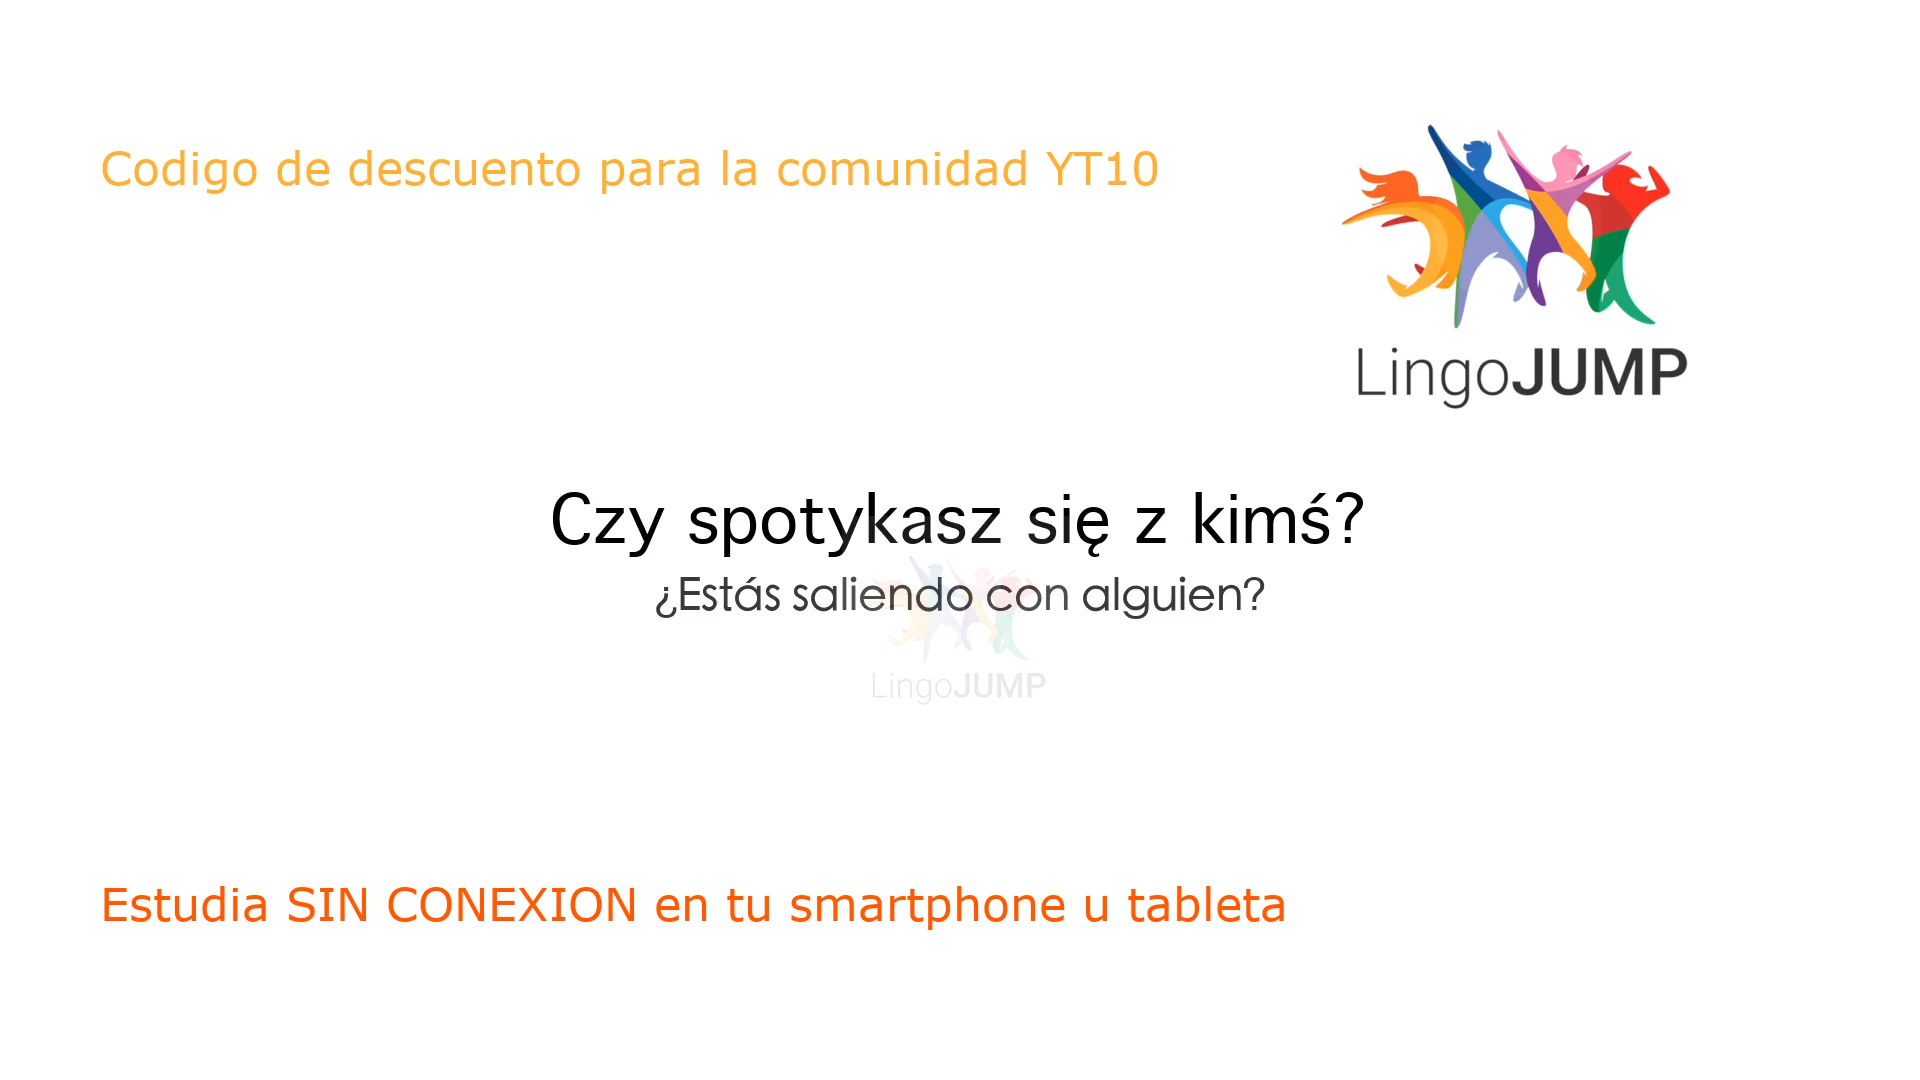 Codigo de descuento para la comunidad YT10
LingoJUMP
Czy spotykasz się z kimś?
¿Estás saliendo con alguien?
LingoJUMP
Estudia SIN CONEXION en tu smartphone u tableta